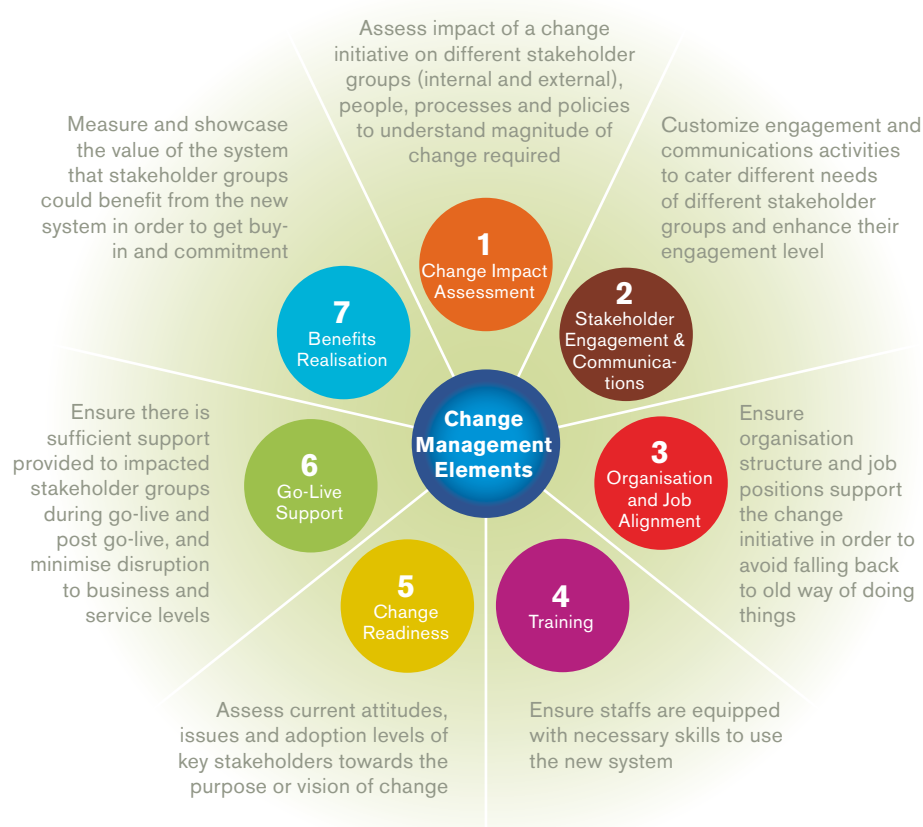 Assess impact of a change
initiative on different stakeholder
groups (internal and external),
people, processes and policies
to understand magnitude of
change required
1
Change Impact
Assessment
Customize engagement and
communications activities
to cater different needs
of different stakeholder
groups and enhance their
engagement level
2
Stakeholder
Engagement &
Communica-
tions
Ensure
organisation
structure and job
positions support
the change
initiative in order to
avoid falling back
to old way of doing
things
3
Organisation
and Job
Alignment
Ensure staffs are equipped
with necessary skills to use
the new system
4
Training
Assess current attitudes,
issues and adoption levels of
key stakeholders towards the
purpose or vision of change
5
Change
Readiness
Ensure there is
sufficient support
provided to impacted
stakeholder groups
during go-live and
post go-live, and
minimise disruption
to business and
service levels
6
Go-Live
Support
Measure and showcase
the value of the system
that stakeholder groups
could benefit from the new
system in order to get buy-
in and commitment
7
Benefits
Realisation
Change
Management
Elements